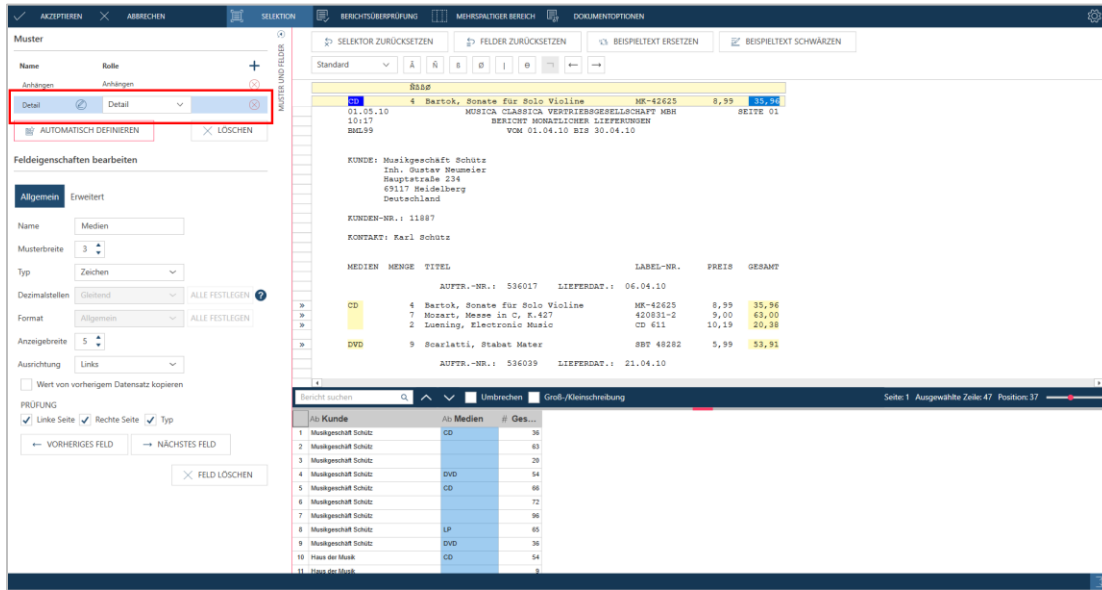 AKZEPTIEREN ABBRECHEN SELEKTION BERICHTSÜBERPRÜFUNG MEHRSPALTIGER BEREICH DOKUMENTOPTIONEN
Muster
Name Rolle
Anhängen Anhängen
Detail Detail
AUTOMATISCH DEFINIEREN LÖSCHEN
Feldeigenschaften bearbeiten
Allgemein Erweitert
Name Medien
Musterbreite 3
Typ Zeichen
Dezimalstellen Gleitend ALLE FESTLEGEN ?
Format Allgemein ALLE FESTLEGEN
Anzeigebreite 5
Ausrichtung Links
Wert von vorherigem Datensatz kopieren
PRÜFUNG
Linke Seite Rechte Seite Typ
← VORHERIGES FELD → NÄCHSTES FELD
FELD LÖSCHEN
MUSTER UND FELDER
SELEKTOR ZURÜCKSETZEN FELDER ZURÜCKSETZEN BEISPIELTEXT ERSETZEN BEISPIELTEXT SCHWÄRZEN
Standard Ã Ñ ß Ø | ⊖ ¬ ← →
CD 4 Bartok, Sonate für Solo Violine MK-42625 8,99 35,96
01.05.10 MUSICA CLASSICA VERTRIEBSGESELLSCHAFT MBH SEITE 01
10:17 BERICHT MONATLICHER LIEFERUNGEN
BML99 VOM 01.04.10 BIS 30.04.10
KUNDE: Musikgeschäft Schütz
Inh. Gustav Neumeier
Hauptstraße 234
69117 Heidelberg
Deutschland
KUNDEN-NR.: 11887
KONTAKT: Karl Schütz
MEDIEN MENGE TITEL LABEL-NR. PREIS GESAMT
AUFTR.-NR.: 536017 LIEFERDAT.: 06.04.10
» CD 4 Bartok, Sonate für Solo Violine MK-42625 8,99 35,96
» 7 Mozart, Messe in C, K.427 420831-2 9,00 63,00
» 2 Luening, Electronic Music CD 611 10,19 20,38
» DVD 9 Scarlatti, Stabat Mater SBT 48282 5,99 53,91
AUFTR.-NR.: 536039 LIEFERDAT.: 21.04.10
Bericht suchen Umbrechen Groß-/Kleinschreibung Seite: 1 Ausgewählte Zeile: 47 Position: 37
Ab Kunde Ab Medien # Ges...
1 Musikgeschäft Schütz CD 36
2 Musikgeschäft Schütz 63
3 Musikgeschäft Schütz 20
4 Musikgeschäft Schütz DVD 54
5 Musikgeschäft Schütz CD 66
6 Musikgeschäft Schütz 72
7 Musikgeschäft Schütz 96
8 Musikgeschäft Schütz LP 65
9 Musikgeschäft Schütz DVD 36
10 Haus der Musik CD 54
11 Haus der Musik 9